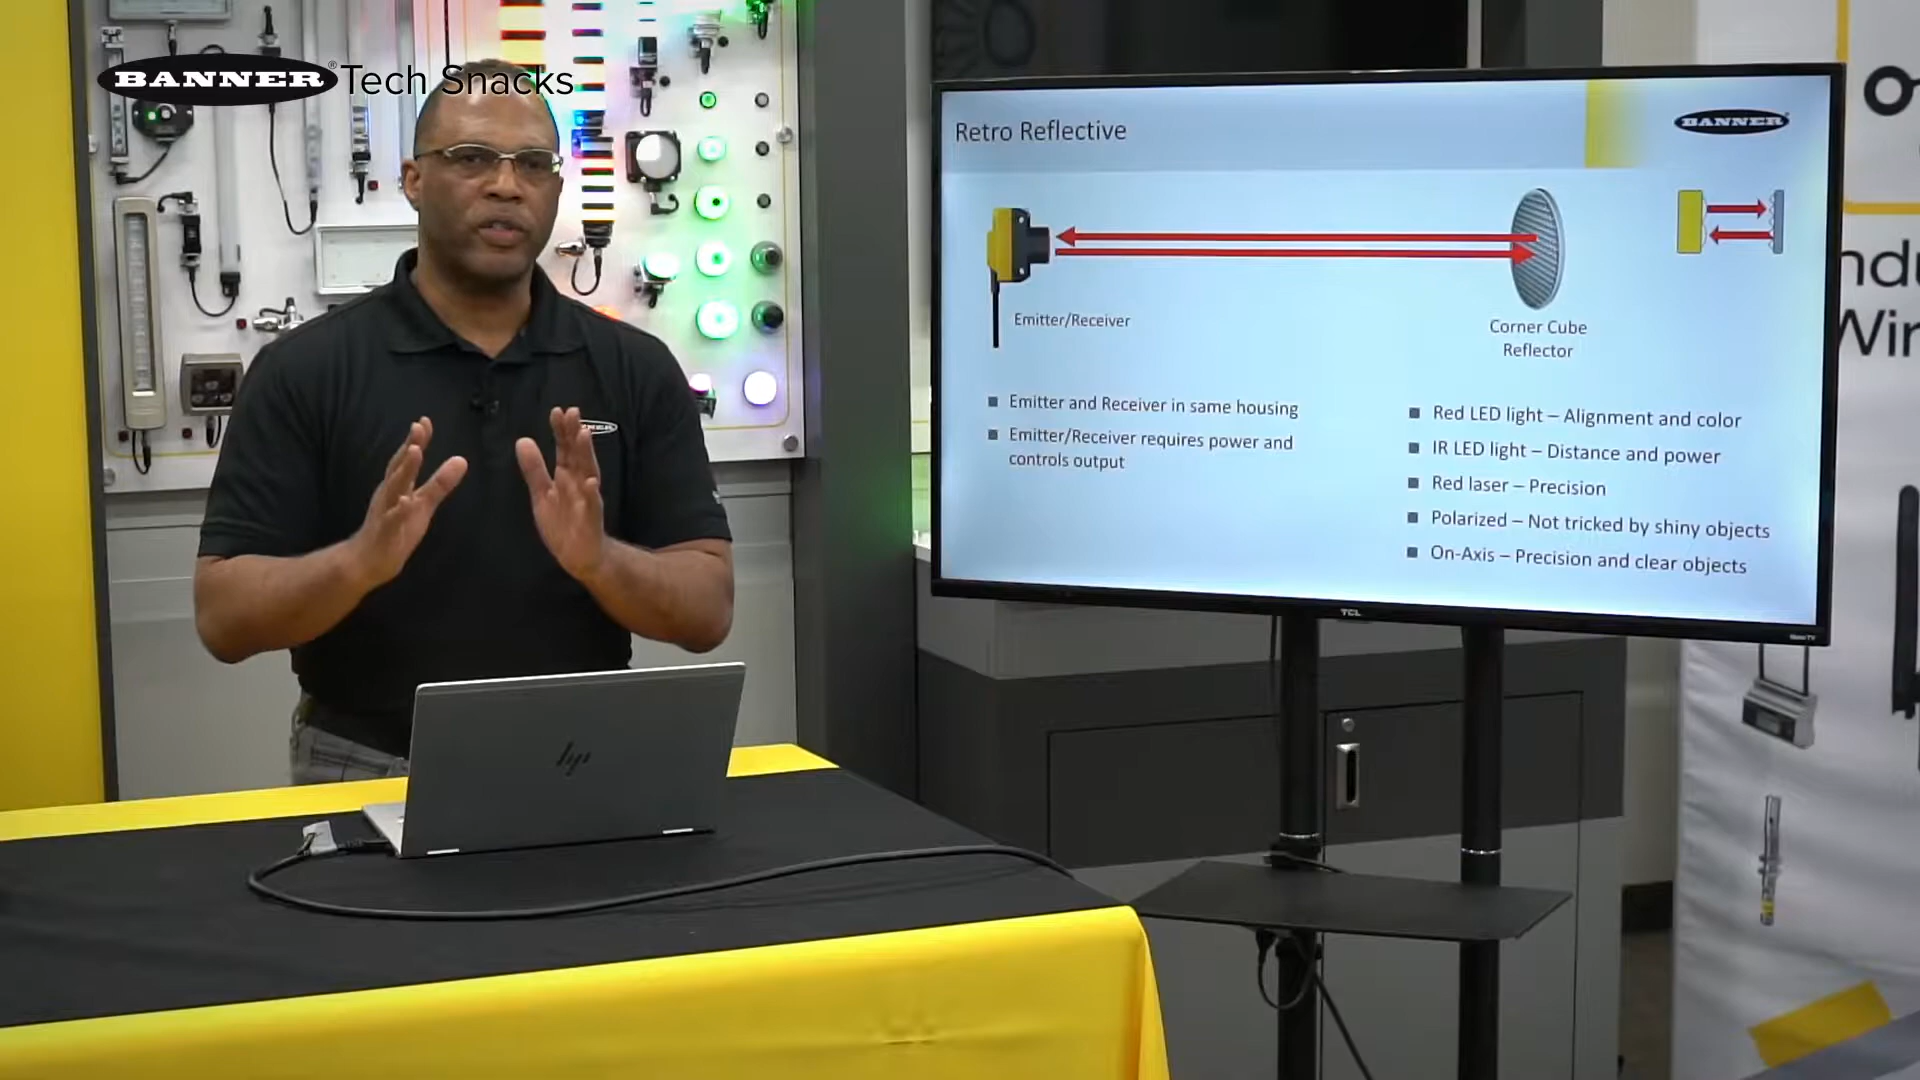 BANNER® Tech Snacks
Retro Reflective
BANNER
Emitter/Receiver
Corner Cube
Reflector
Emitter and Receiver in same housing
Emitter/Receiver requires power and
controls output
Red LED light – Alignment and color
IR LED light – Distance and power
Red laser – Precision
Polarized – Not tricked by shiny objects
On-Axis – Precision and clear objects
TCL
hp